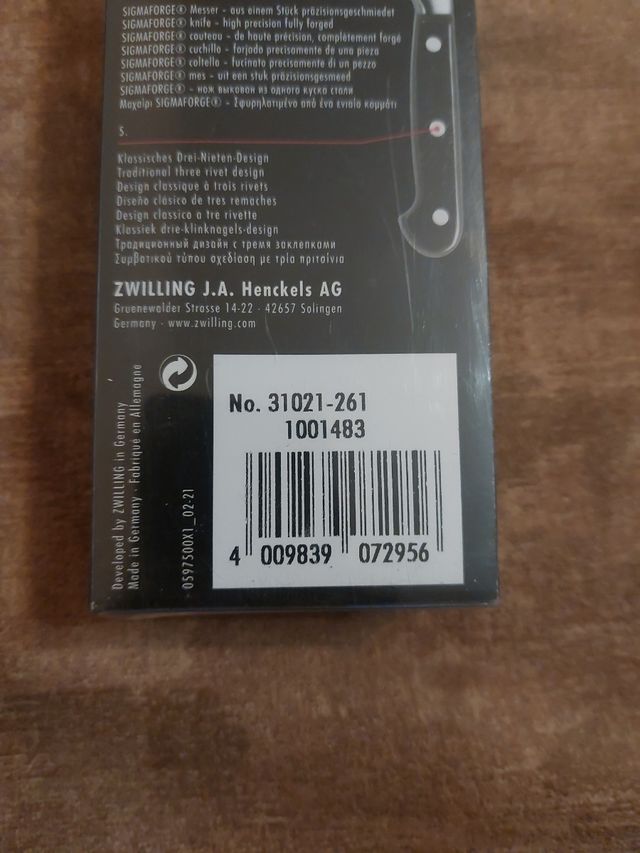 SIGMAFORGE® Messer - aus einem Stück präzisionsgeschmiedet
SIGMAFORGE® knife - high precision fully forged
SIGMAFORGE® couteau - de haute précision, complètement forgé
SIGMAFORGE® cuchillo - forjado precisamente de una pieza
SIGMAFORGE® coltello - fucinato precisamente di un pezzo
SIGMAFORGE® mes - uit een stuk präzisionsgesmeed
SIGMAFORGE® - нож выкован из одного куска стали
Μαχαίρι SIGMAFORGE® - Σφυρηλατιμένο από ένα ενιαίο κομμάτι
5.
Klassisches Drei-Nieten-Design
Traditional three rivet design
Design classique à trois rivets
Diseño clásico de tres remaches
Design classico a tre rivette
Klassiek drie-klinknagels-design
Традиционный дизайн с тремя заклепками
Συμβατικού τύπου σχεδίαση με τρία πριτσίνια
ZWILLING J.A. Henckels AG
Gruenewalder Strasse 14-22 · 42657 Solingen
Germany · www.zwilling.com
Developed by ZWILLING in Germany
Made in Germany · Fabriqué en Allemagne
0597500X1_02-21
No. 31021-261
1001483
4 009839 072956